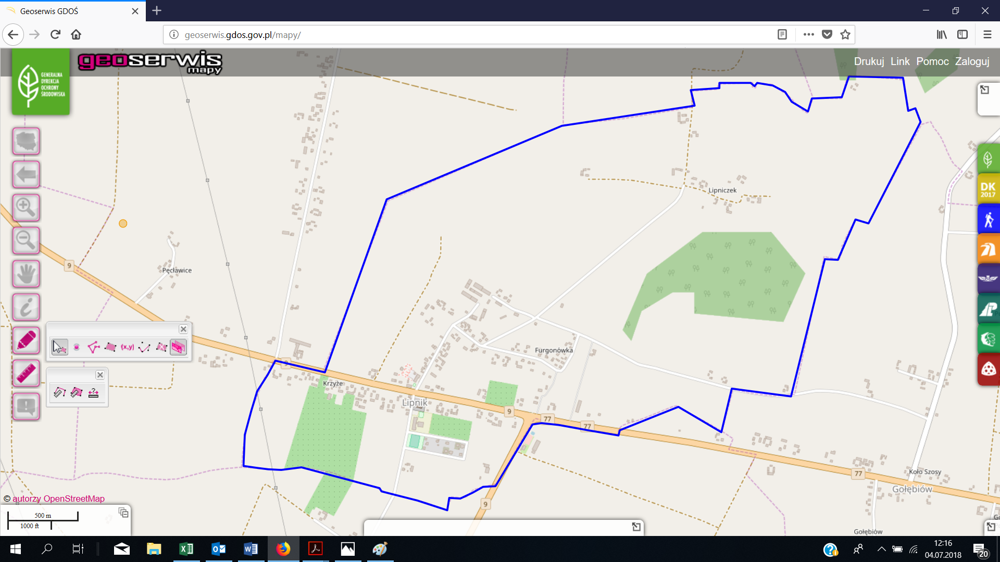 Geoserwis GDOŚ
geoserwis.gdos.gov.pl/mapy/
GENERALNA
DYREKCJA
OCHRONY
ŚRODOWISKA
geoserwis
mapy
Drukuj Link Pomoc Zaloguj
DK
2017
Lipniczek
9
Pęcławice
(x,y)
Furgonówka
9
Krzyże
Lipnik
9
77
77
77
Koło Szosy
Gołębiów
9
Gołębiów
© autorzy OpenStreetMap
500 m
1000 ft
12:16
04.07.2018
20